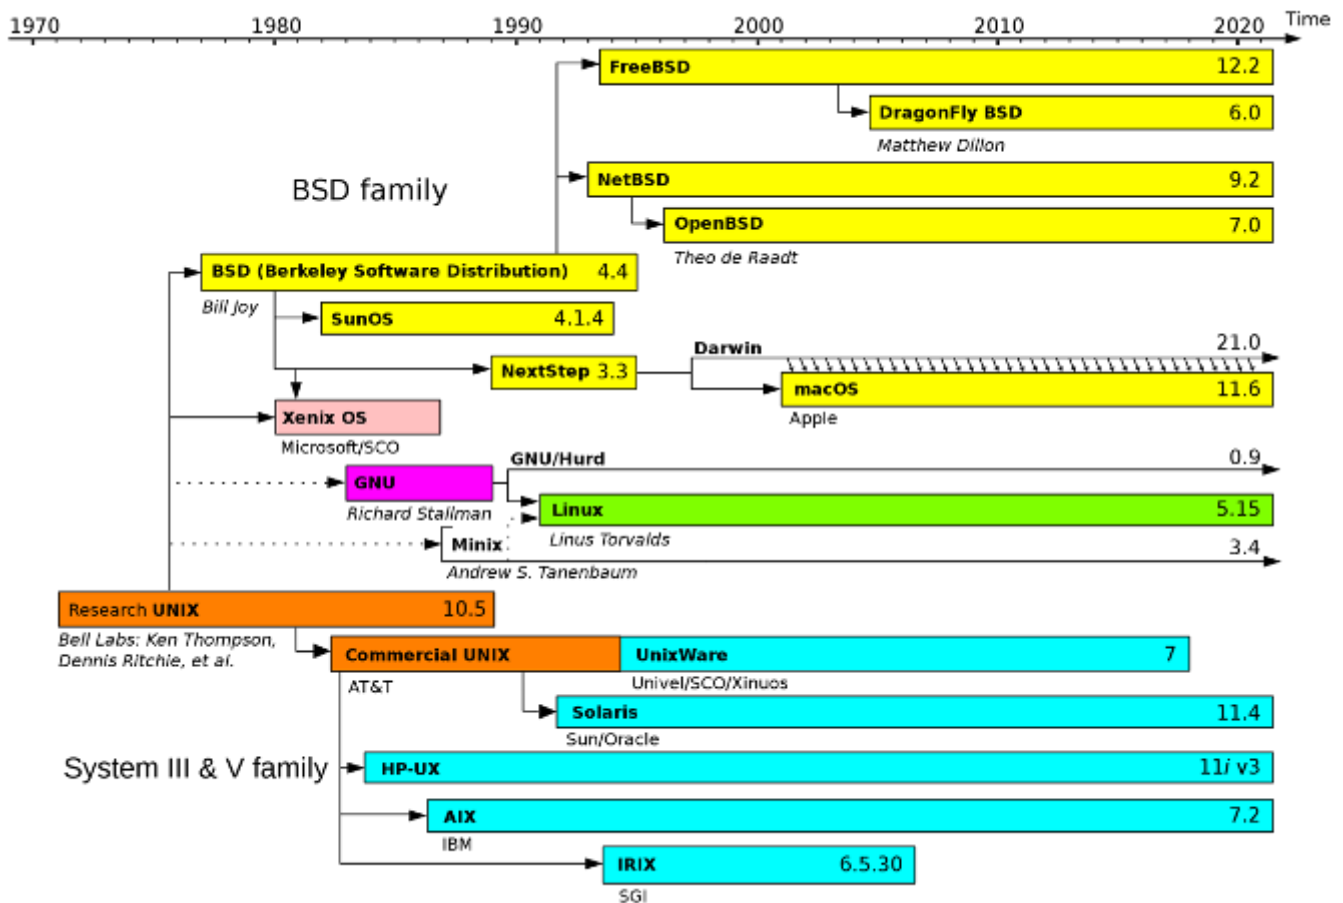 1970 1980 1990 2000 2010 2020 Time
FreeBSD 12.2
DragonFly BSD 6.0
Matthew Dillon
BSD family
NetBSD 9.2
OpenBSD 7.0
Theo de Raadt
BSD (Berkeley Software Distribution) 4.4
Bill Joy
SunOS 4.1.4
Darwin 21.0
NextStep 3.3
macOS 11.6
Apple
Xenix OS
Microsoft/SCO
GNU/Hurd 0.9
GNU
Richard Stallman
Linux 5.15
Linus Torvalds
Minix 3.4
Andrew S. Tanenbaum
Research UNIX 10.5
Bell Labs: Ken Thompson,
Dennis Ritchie, et al.
Commercial UNIX
AT&T
UnixWare 7
Univel/SCO/Xinuos
Solaris 11.4
Sun/Oracle
System III & V family
HP-UX 11i v3
AIX 7.2
IBM
IRIX 6.5.30
SGI